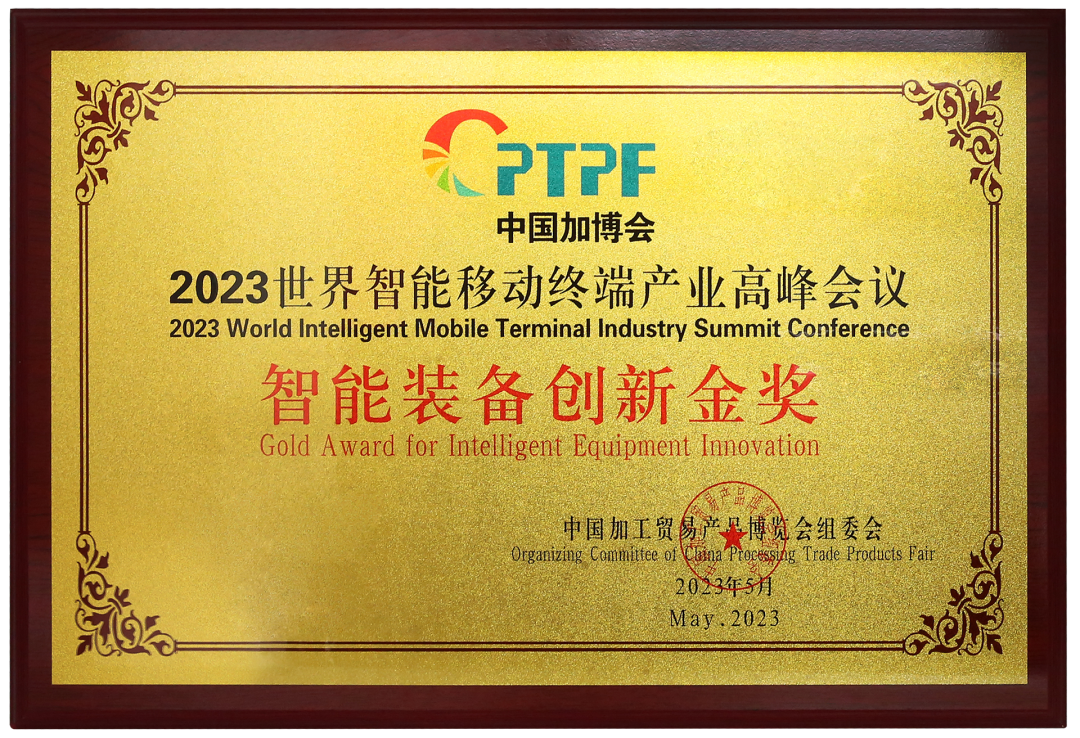 CPTPF
中国加博会
2023世界智能移动终端产业高峰会议
2023 World Intelligent Mobile Terminal Industry Summit Conference
智能装备创新金奖
Gold Award for Intelligent Equipment Innovation
中国加工贸易产品博览会组委会
Organizing Committee of China Processing Trade Products Fair
2023年5月
May.2023